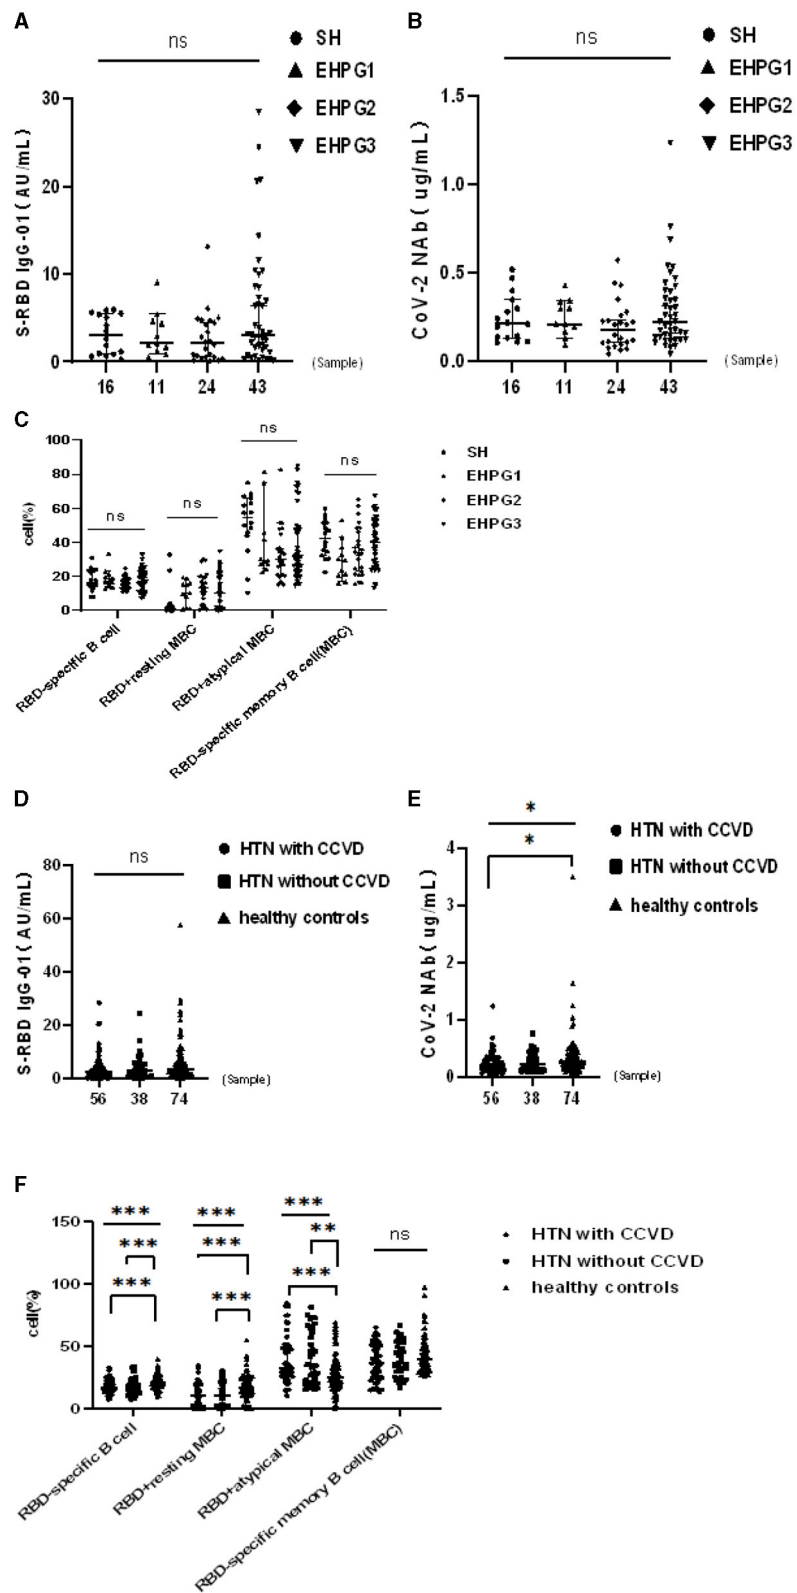 A
ns
SH
EHPG1
EHPG2
EHPG3
S-RBD IgG-01(AU/mL)
30
20
10
0
16 11 24 43
(Sample)
B
ns
SH
EHPG1
EHPG2
EHPG3
CoV-2 NAb(ug/mL)
1.5
1.0
0.5
0.0
16 11 24 43
(Sample)
C
ns
ns
ns
ns
SH
EHPG1
EHPG2
EHPG3
cell(%)
100
80
60
40
20
0
RBD-specific B cell
RBD+resting MBC
RBD+atypical MBC
RBD-specific memory B cell(MBC)
D
ns
HTN with CCVD
HTN without CCVD
healthy controls
S-RBD IgG-01(AU/mL)
80
60
40
20
0
56 38 74
(Sample)
E
*
*
HTN with CCVD
HTN without CCVD
healthy controls
CoV-2 NAb(ug/mL)
4
3
2
1
0
56 38 74
(Sample)
F
***
***
***
***
***
***
***
**
***
ns
HTN with CCVD
HTN without CCVD
healthy controls
cell(%)
150
100
50
0
RBD-specific B cell
RBD+resting MBC
RBD+atypical MBC
RBD-specific memory B cell(MBC)